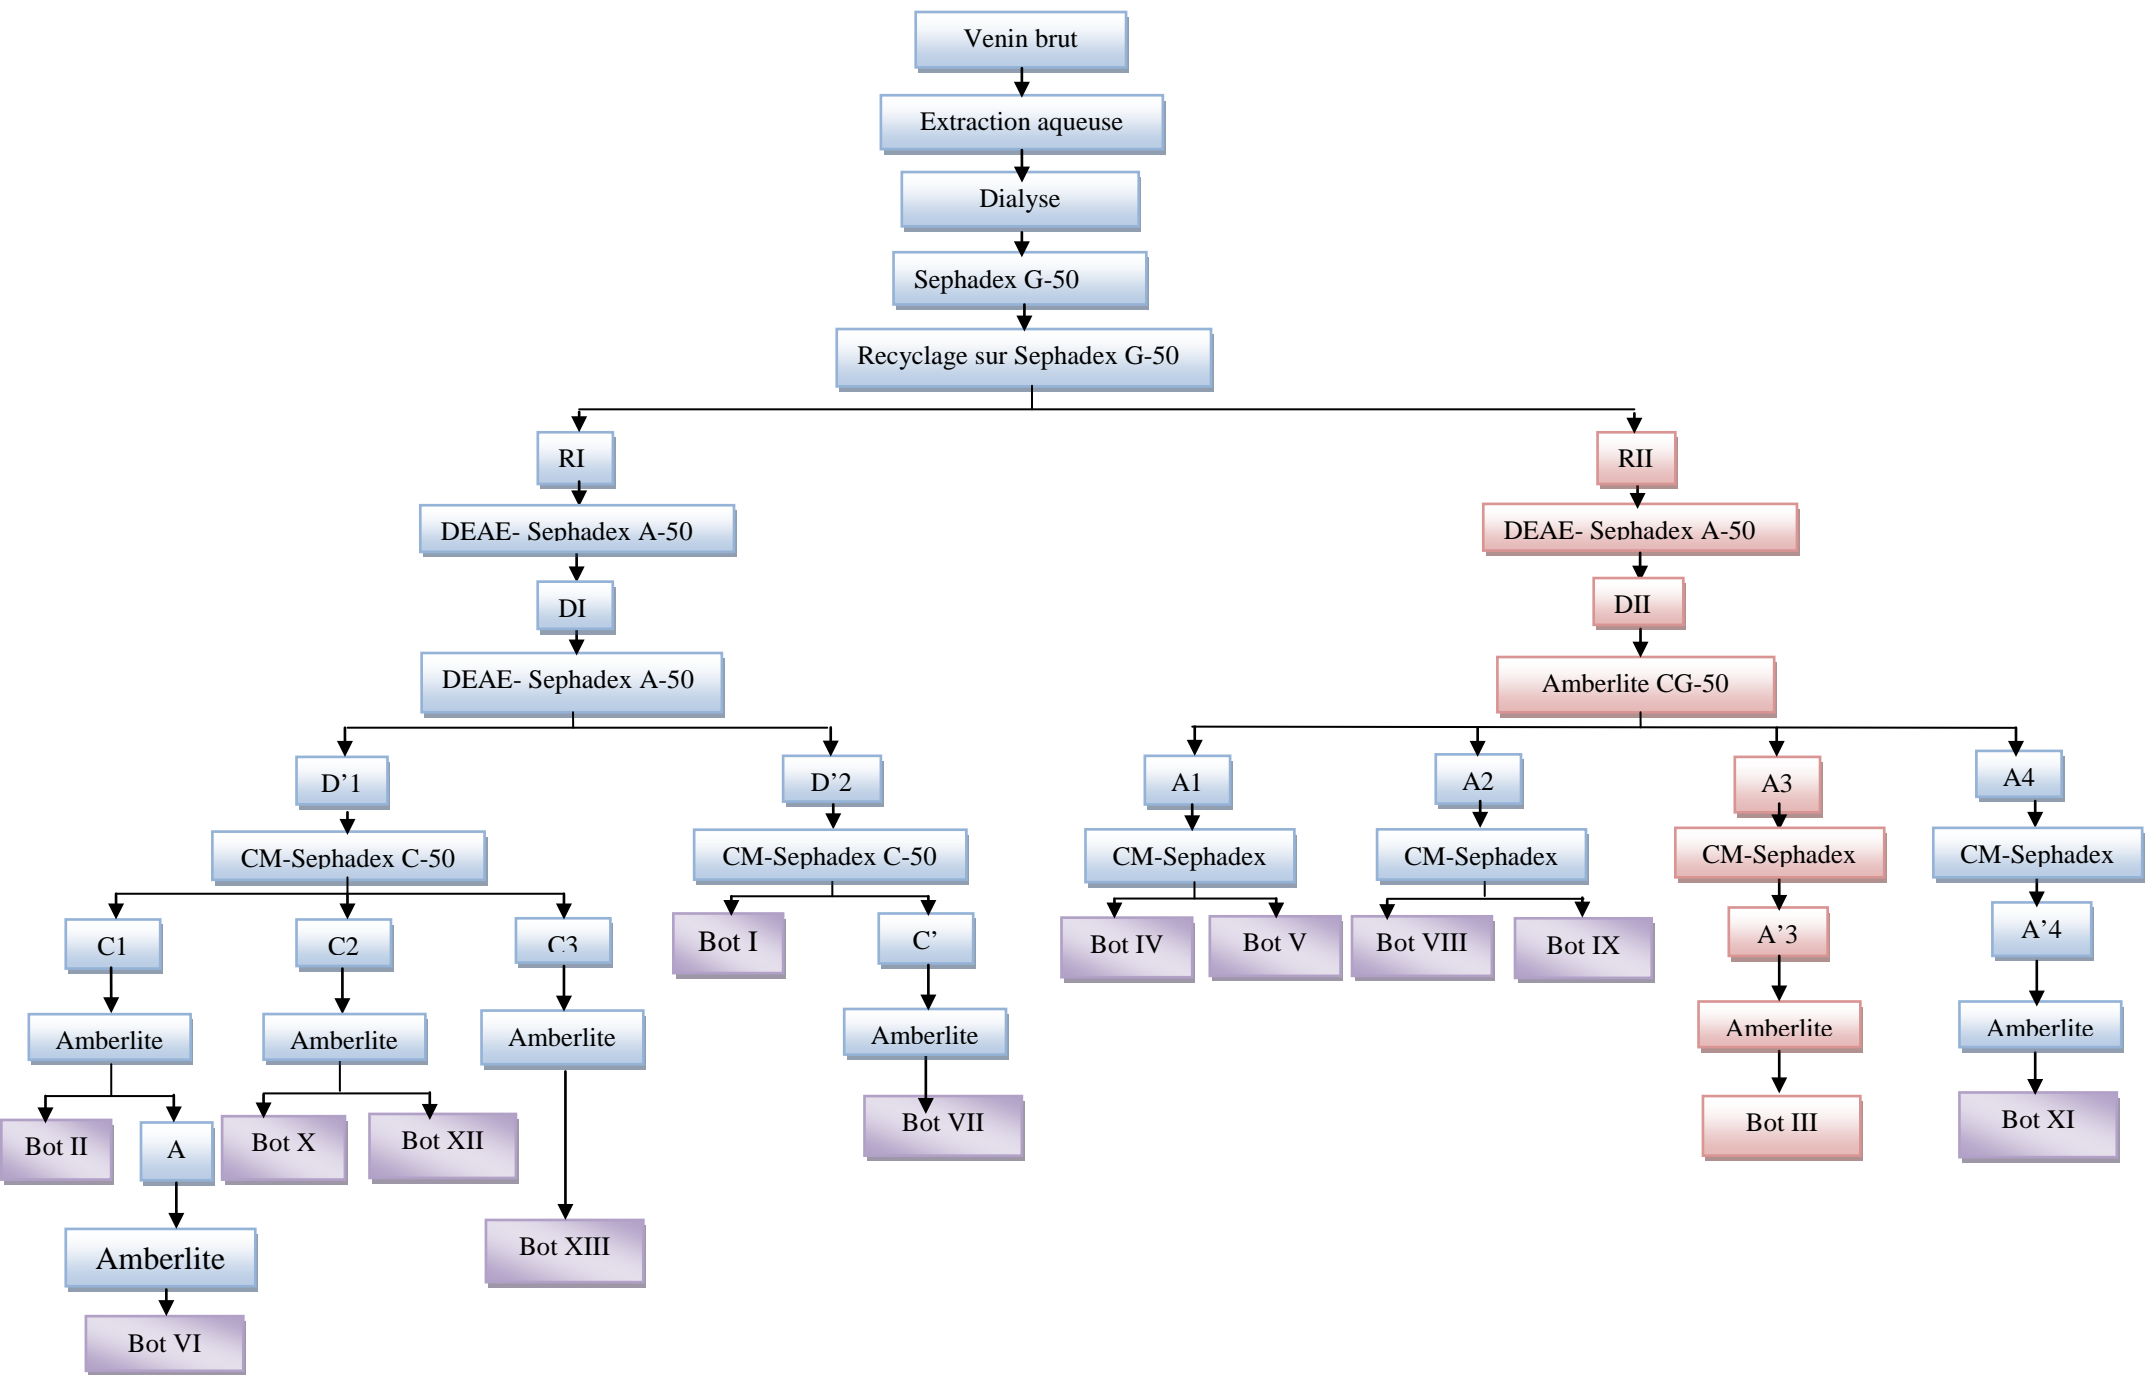 Venin brut
Extraction aqueuse
Dialyse
Sephadex G-50
Recyclage sur Sephadex G-50
RI
RII
DEAE- Sephadex A-50
DEAE- Sephadex A-50
DI
DII
DEAE- Sephadex A-50
Amberlite CG-50
D’1
D’2
A1
A2
A3
A4
CM-Sephadex C-50
CM-Sephadex C-50
CM-Sephadex
CM-Sephadex
CM-Sephadex
CM-Sephadex
C1
C2
C3
Bot I
C’
Bot IV
Bot V
Bot VIII
Bot IX
A’3
A’4
Amberlite
Amberlite
Amberlite
Amberlite
Amberlite
Amberlite
Bot II
A
Bot X
Bot XII
Bot VII
Bot III
Bot XI
Amberlite
Bot XIII
Bot VI